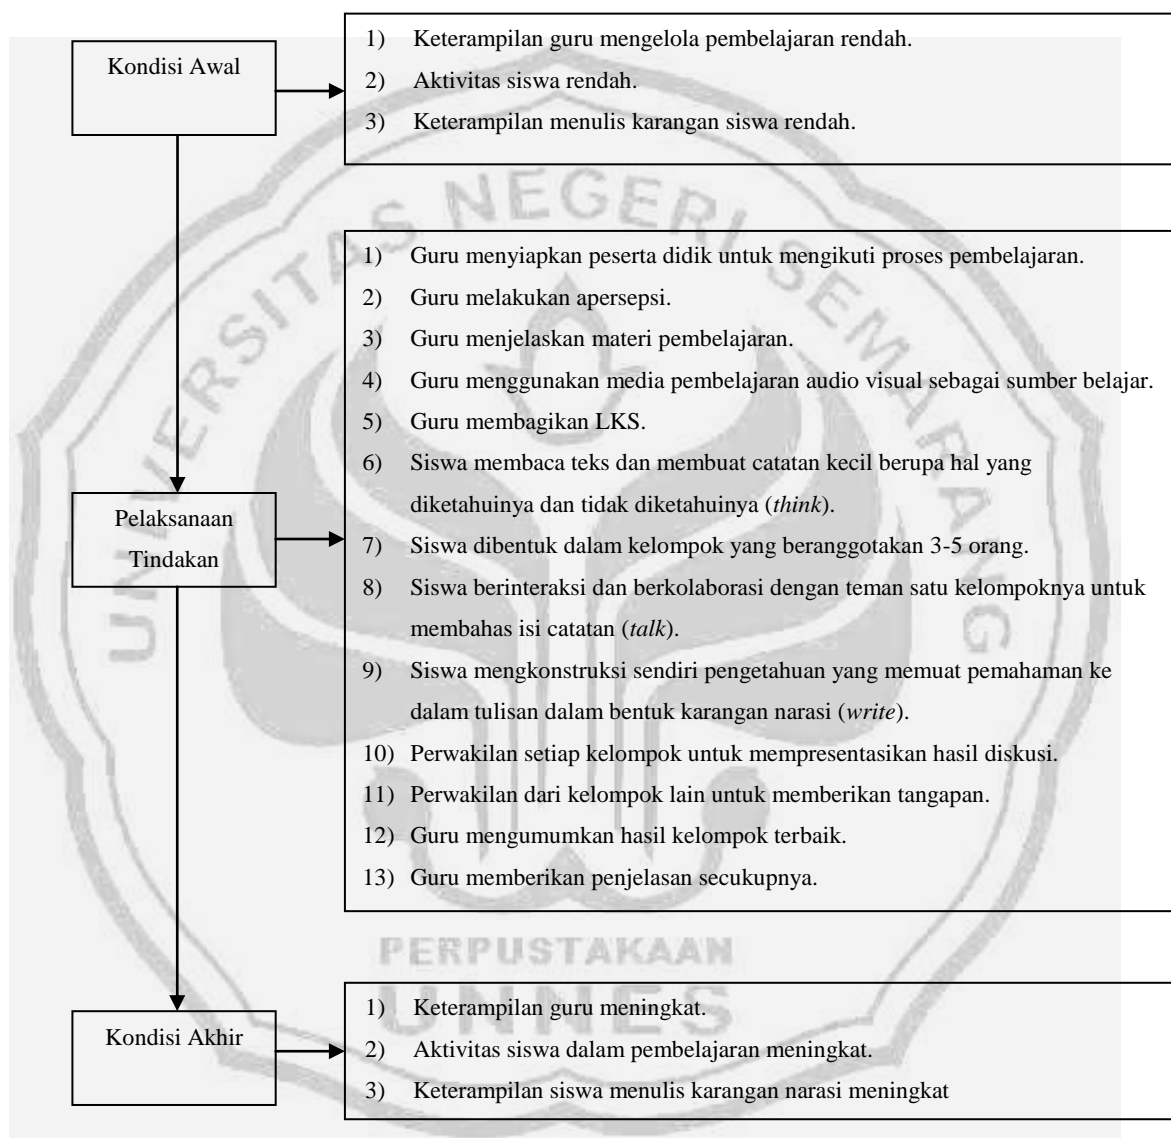 Kondisi Awal
1) Keterampilan guru mengelola pembelajaran rendah.
2) Aktivitas siswa rendah.
3) Keterampilan menulis karangan siswa rendah.
UNIVERSITAS NEGERI SEMARANG
Pelaksanaan
Tindakan
1) Guru menyiapkan peserta didik untuk mengikuti proses pembelajaran.
2) Guru melakukan apersepsi.
3) Guru menjelaskan materi pembelajaran.
4) Guru menggunakan media pembelajaran audio visual sebagai sumber belajar.
5) Guru membagikan LKS.
6) Siswa membaca teks dan membuat catatan kecil berupa hal yang
diketahuinya dan tidak diketahuinya (think).
7) Siswa dibentuk dalam kelompok yang beranggotakan 3-5 orang.
8) Siswa berinteraksi dan berkolaborasi dengan teman satu kelompoknya untuk
membahas isi catatan (talk).
9) Siswa mengkonstruksi sendiri pengetahuan yang memuat pemahaman ke
dalam tulisan dalam bentuk karangan narasi (write).
10) Perwakilan setiap kelompok untuk mempresentasikan hasil diskusi.
11) Perwakilan dari kelompok lain untuk memberikan tangapan.
12) Guru mengumumkan hasil kelompok terbaik.
13) Guru memberikan penjelasan secukupnya.
PERPUSTAKAAN
UNNES
Kondisi Akhir
1) Keterampilan guru meningkat.
2) Aktivitas siswa dalam pembelajaran meningkat.
3) Keterampilan siswa menulis karangan narasi meningkat